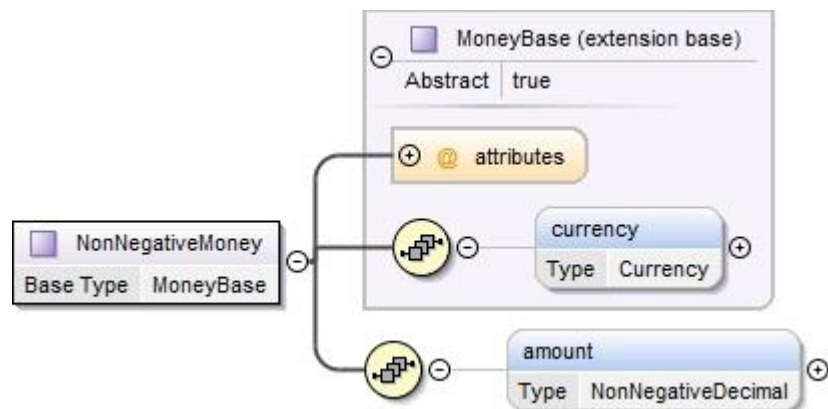 MoneyBase (extension base)
Abstract true
@ attributes
currency
Type Currency
NonNegativeMoney
Base Type MoneyBase
amount
Type NonNegativeDecimal